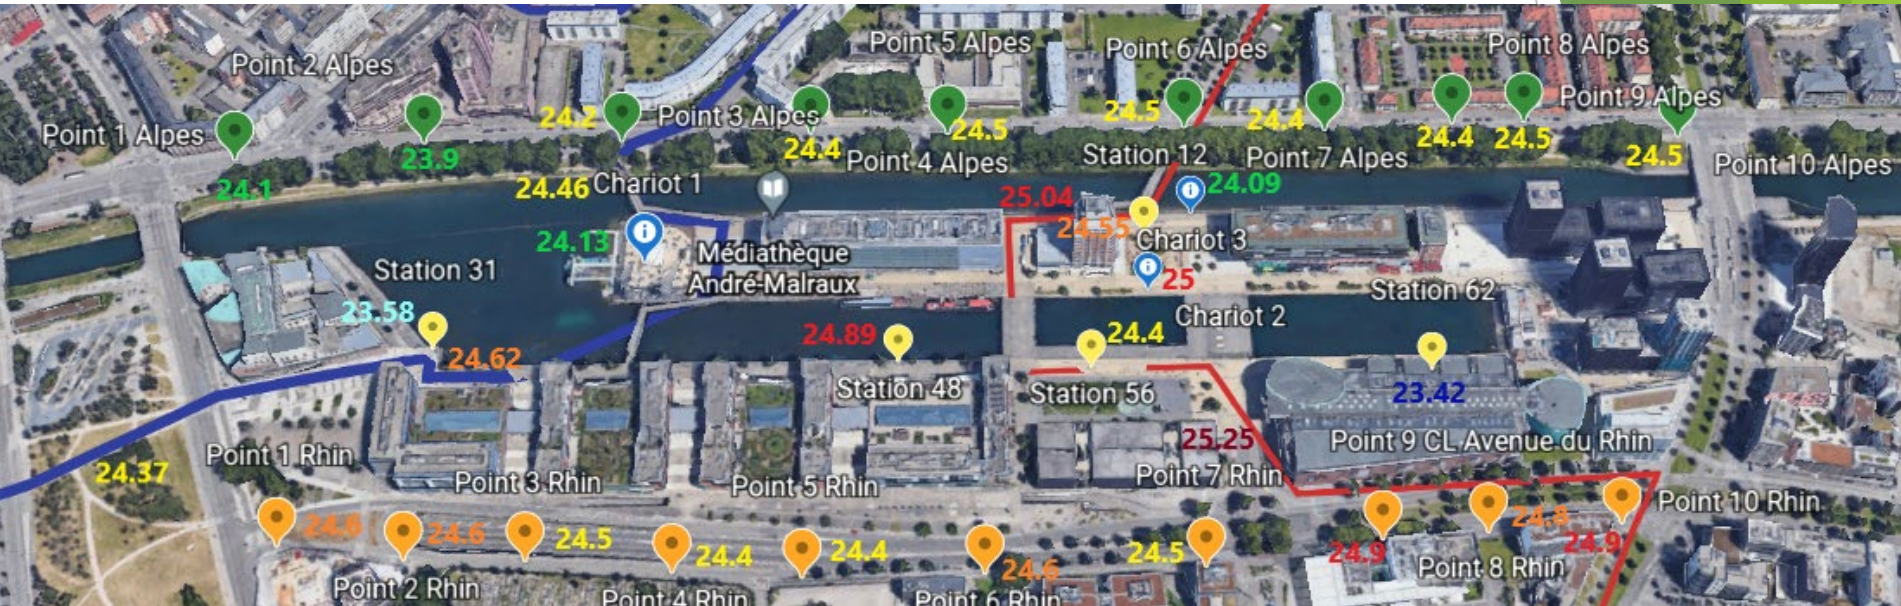 Point 5 Alpes
Point 6 Alpes
Point 8 Alpes
Point 2 Alpes
Point 9 Alpes
Point 1 Alpes
24.2
Point 3 Alpes
24.5
24.5
24.4
24.4
24.5
24.5
23.9
24.4
Point 4 Alpes
Station 12
Point 7 Alpes
Point 10 Alpes
24.1
24.46
Chariot 1
25.04
24.09
24.13
24.55
Chariot 3
Médiathèque
André-Malraux
Station 31
25
Station 62
23.58
Chariot 2
24.62
24.89
24.4
Station 48
Station 56
23.42
24.37
Point 1 Rhin
25.25
Point 9 CL Avenue du Rhin
Point 3 Rhin
Point 5 Rhin
Point 7 Rhin
Point 10 Rhin
24.6
24.6
24.5
24.4
24.4
24.6
24.5
24.9
24.8
24.9
Point 8 Rhin
Point 2 Rhin
Point 4 Rhin
Point 6 Rhin